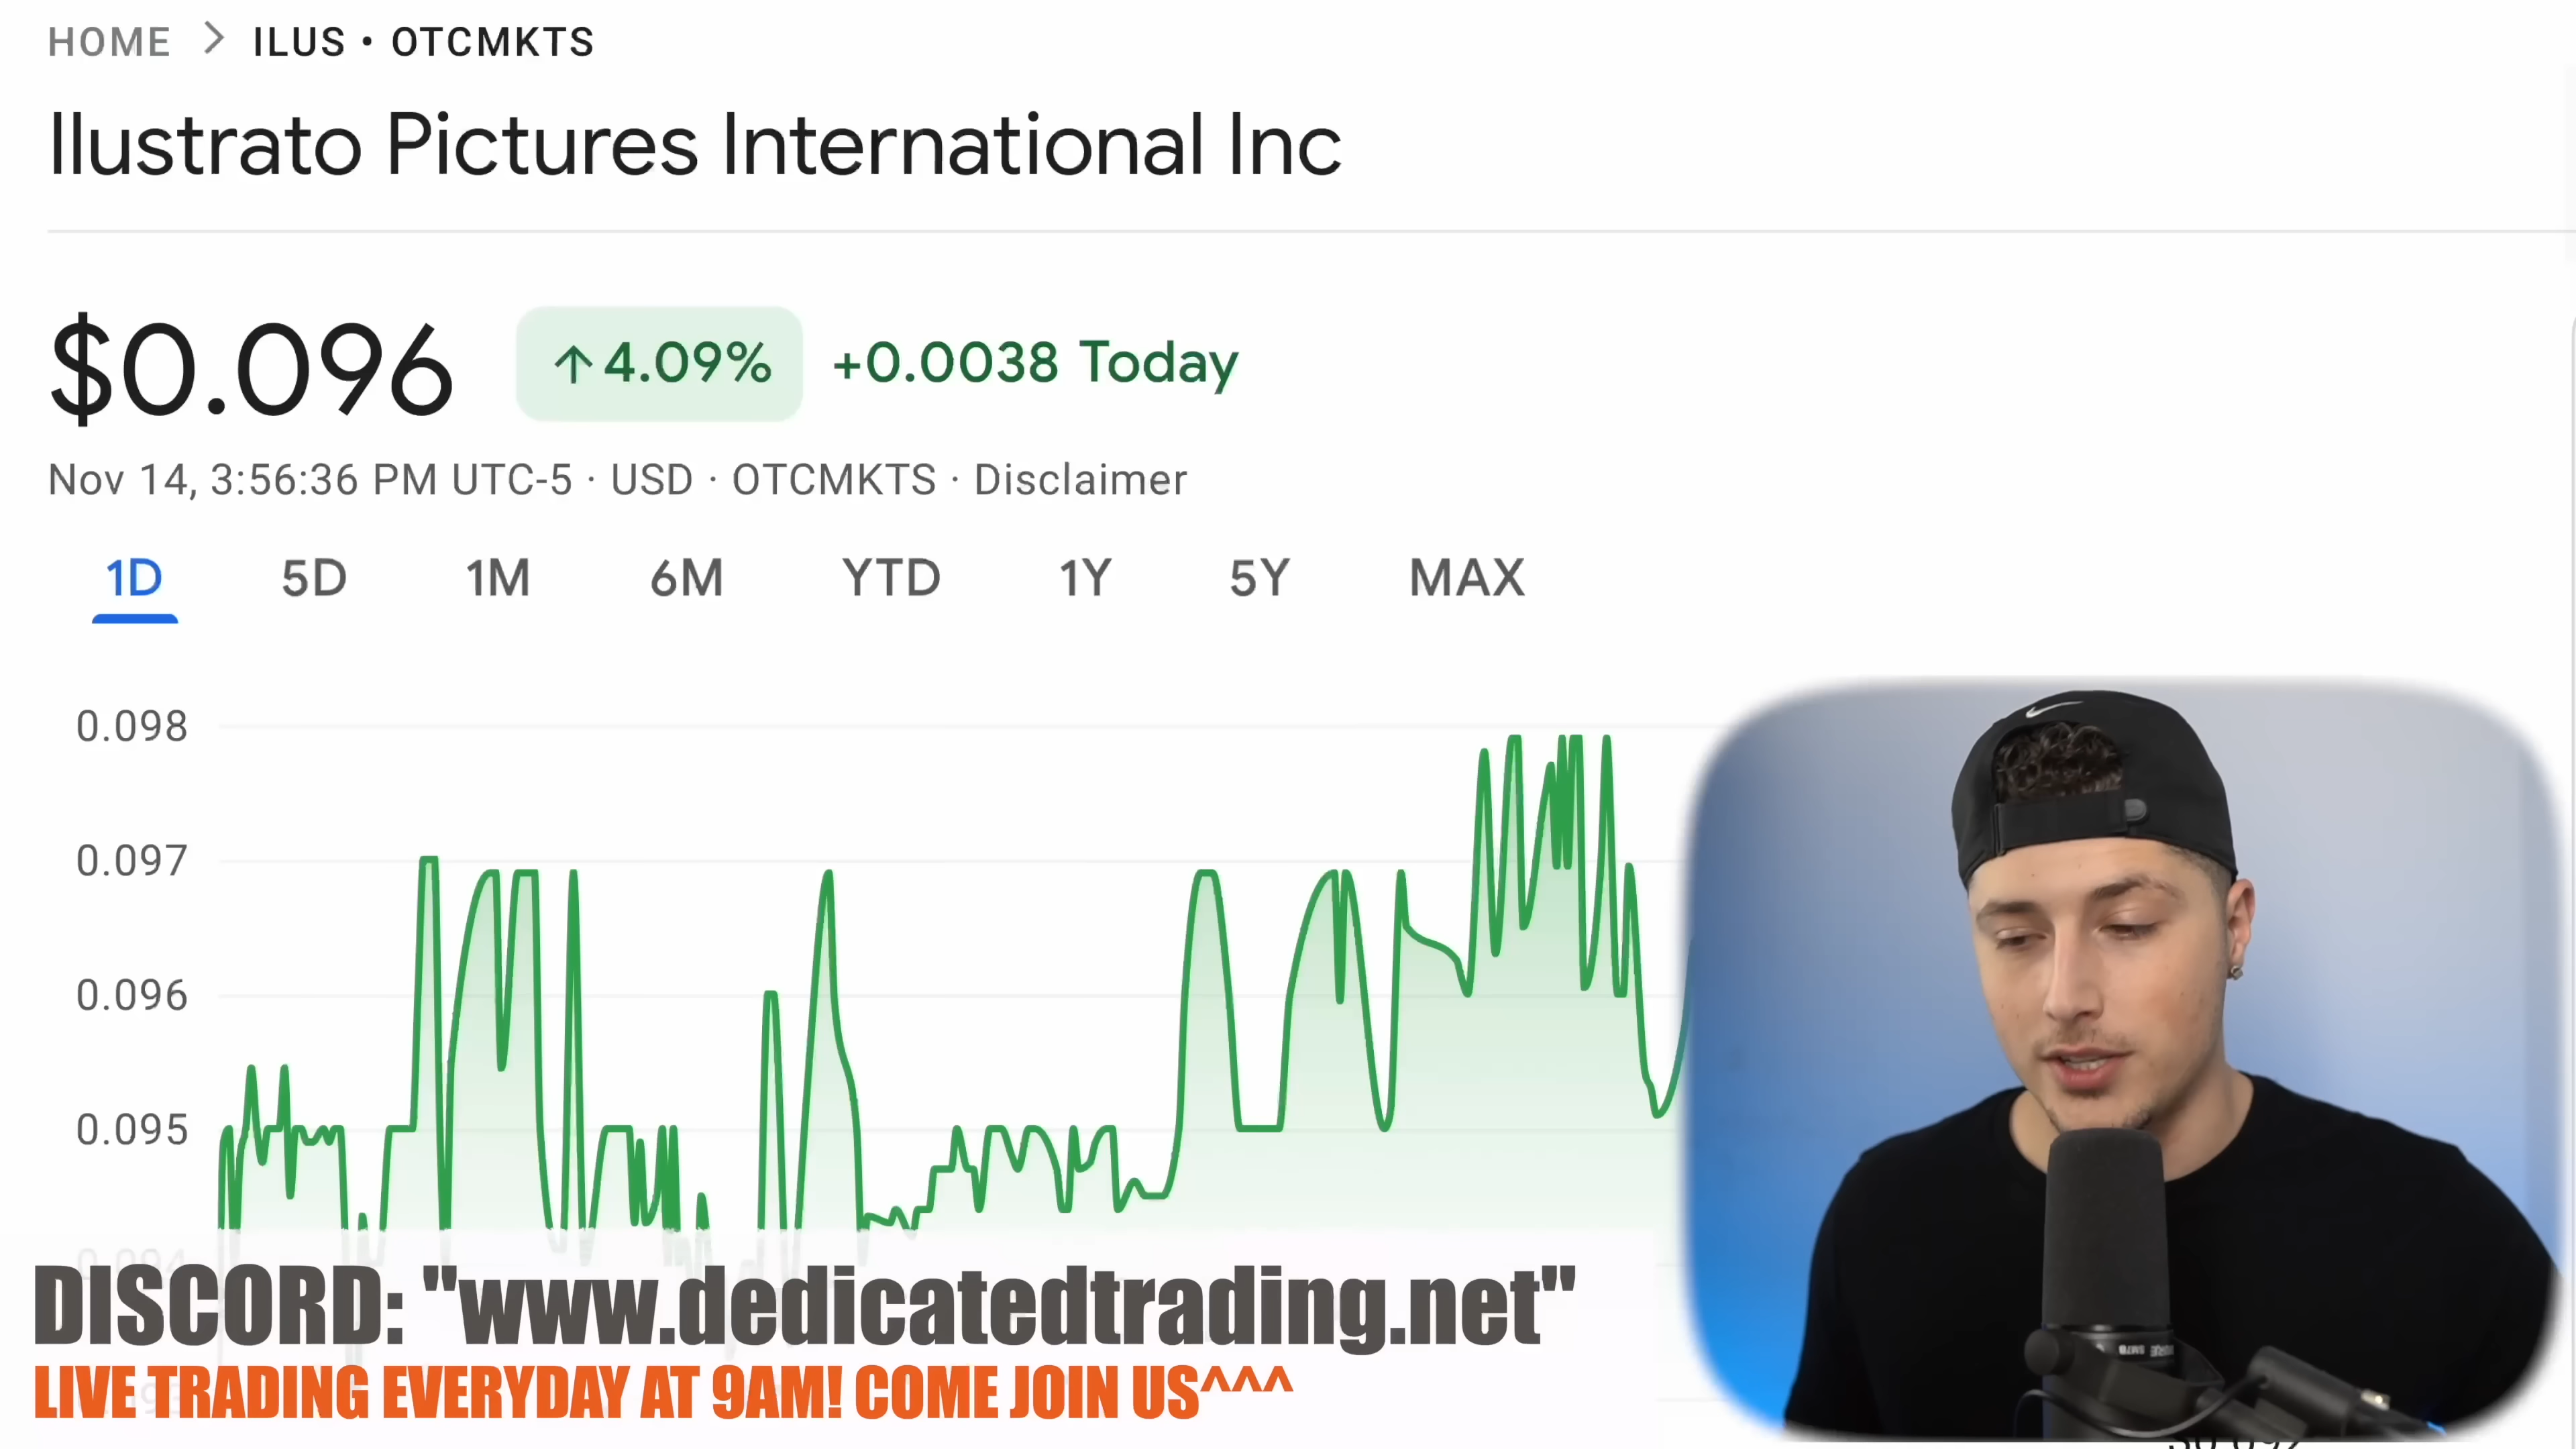 HOME > ILUS • OTCMKTS
Ilustrato Pictures International Inc
$0.096 ↑4.09% +0.0038 Today
Nov 14, 3:56:36 PM UTC-5 · USD · OTCMKTS · Disclaimer
1D 5D 1M 6M YTD 1Y 5Y MAX
0.098
0.097
0.096
0.095
0.094
DISCORD: "www.dedicatedtrading.net"
LIVE TRADING EVERYDAY AT 9AM! COME JOIN US^^^